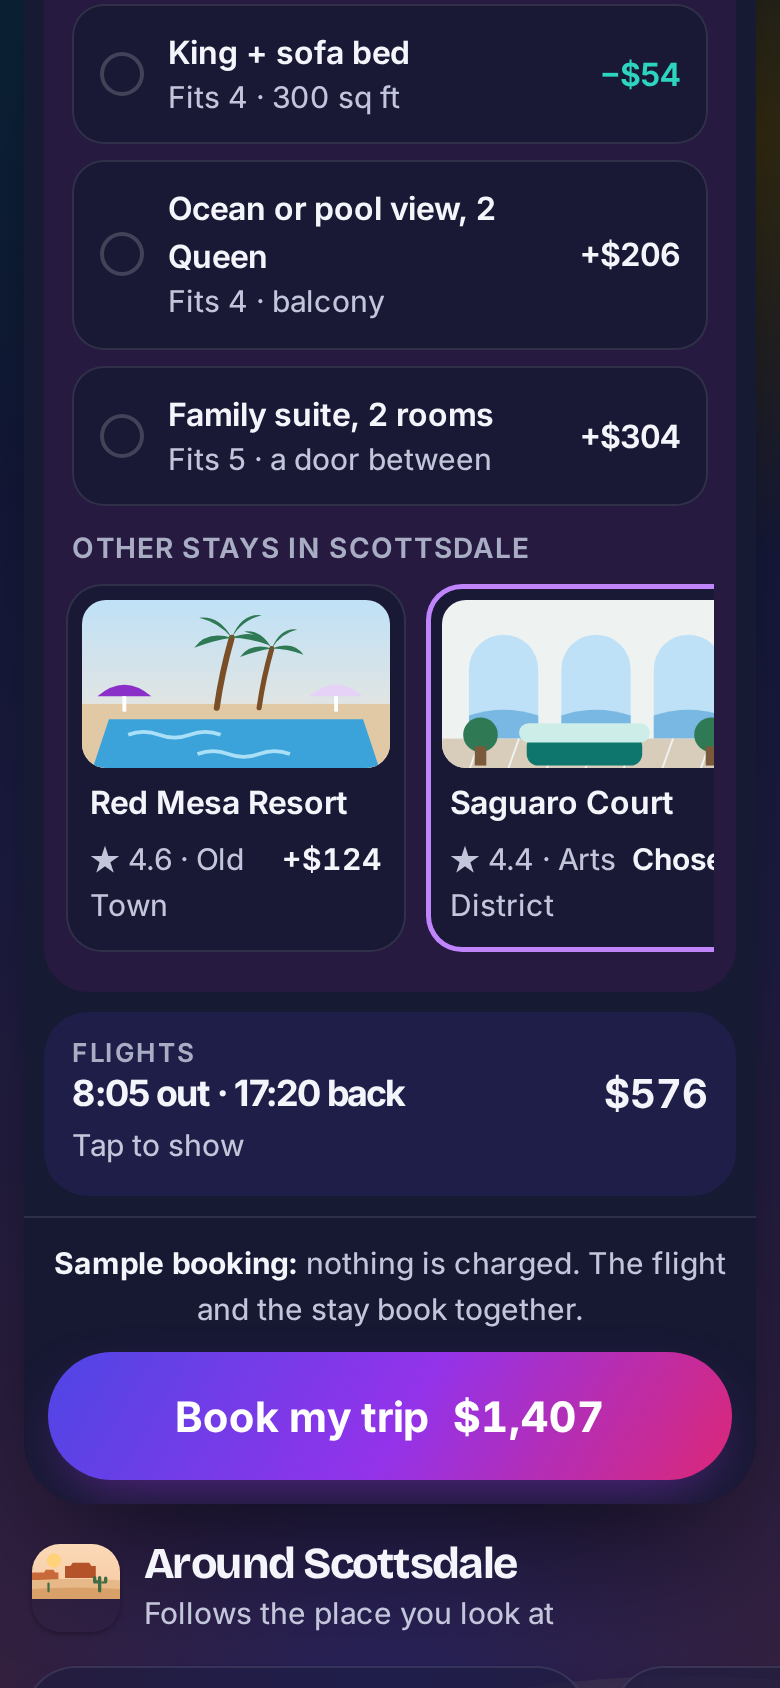 King + sofa bed
Fits 4 · 300 sq ft
−$54
Ocean or pool view, 2
Queen
Fits 4 · balcony
+$206
Family suite, 2 rooms
Fits 5 · a door between
+$304
OTHER STAYS IN SCOTTSDALE
Red Mesa Resort
★ 4.6 · Old
Town
+$124
Saguaro Court
★ 4.4 · Arts
District
Chose
FLIGHTS
8:05 out · 17:20 back
$576
Tap to show
Sample booking: nothing is charged. The flight
and the stay book together.
Book my trip $1,407
Around Scottsdale
Follows the place you look at